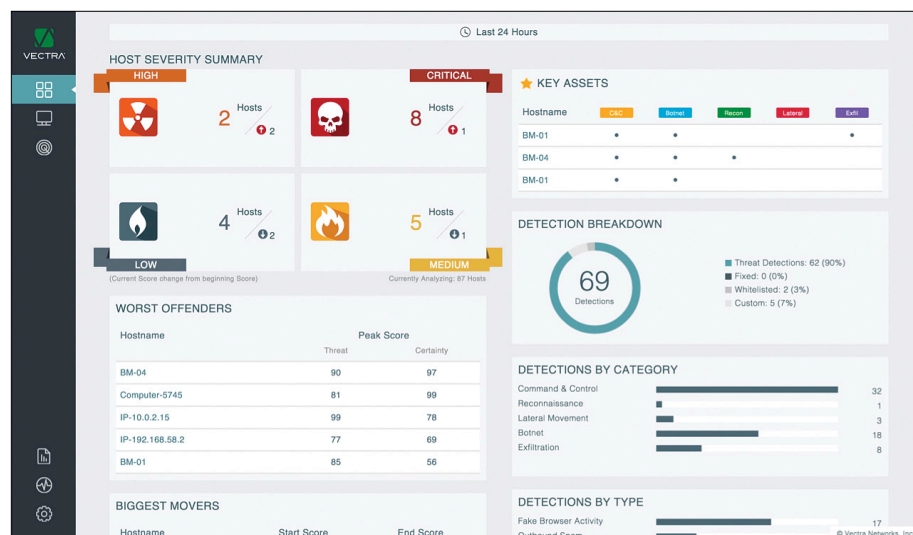 VECTRA
Last 24 Hours
HOST SEVERITY SUMMARY
HIGH
2 Hosts 2
CRITICAL
8 Hosts 1
4 Hosts 2
LOW
5 Hosts 1
MEDIUM
(Current Score change from beginning Score)
Currently Analyzing: 67 Hosts
WORST OFFENDERS
Hostname Peak Score
Threat Certainty
BM-04 90 97
Computer-5745 81 99
IP-10.0.2.15 99 78
IP-192.168.58.2 77 69
BM-01 85 56
BIGGEST MOVERS
Hostname Start Score End Score
KEY ASSETS
Hostname C&C Botnet Recon Lateral Exfil
BM-01
BM-04
BM-01
DETECTION BREAKDOWN
69
Detections
Threat Detections: 62 (90%)
Fixed: 0 (0%)
Whitelisted: 2 (3%)
Custom: 5 (7%)
DETECTIONS BY CATEGORY
Command & Control 32
Reconnaissance 1
Lateral Movement 3
Botnet 18
Exfiltration 8
DETECTIONS BY TYPE
Fake Browser Activity 17
Outbound Spam
© Vectra Networks, Inc